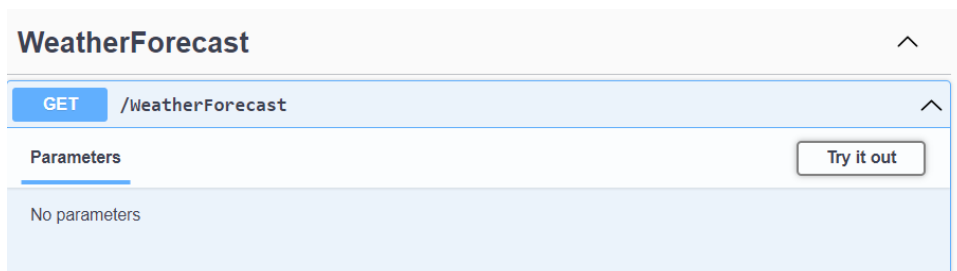 WeatherForecast
GET /WeatherForecast
Parameters Try it out
No parameters